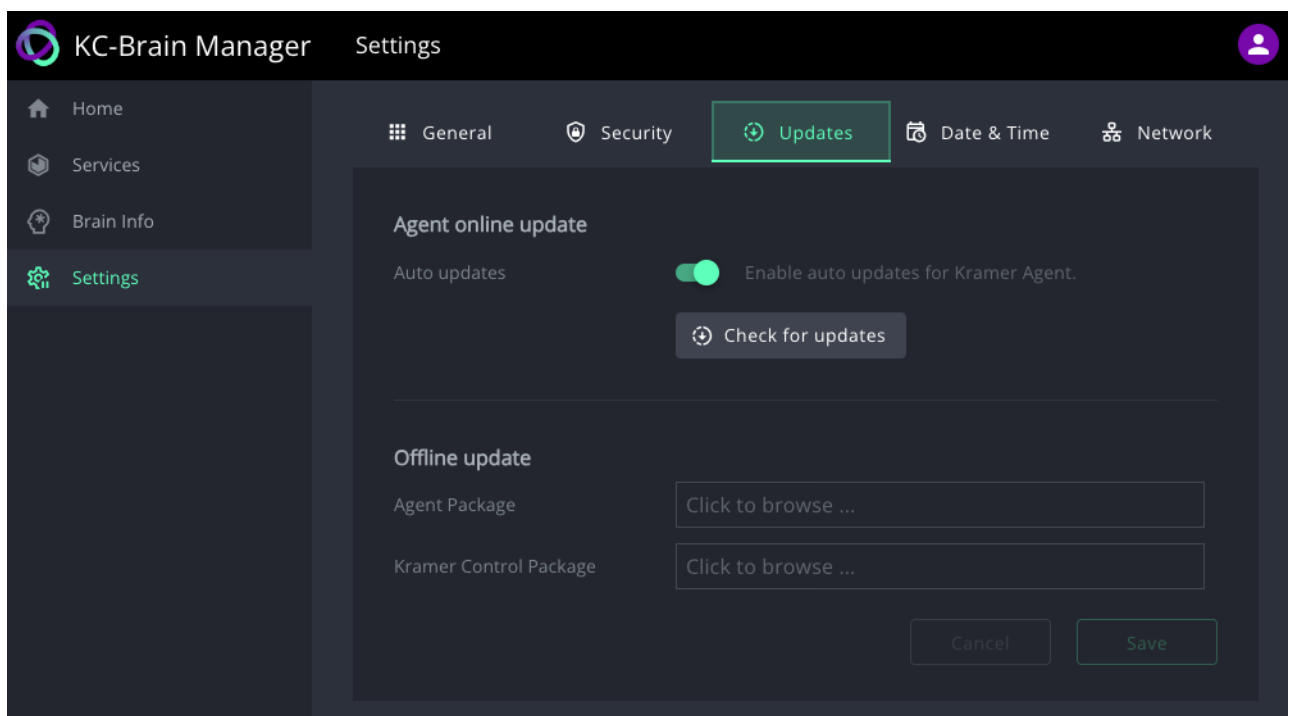 KC-Brain Manager
Settings
Home
Services
Brain Info
Settings
General
Security
Updates
Date & Time
Network
Agent online update
Auto updates
Enable auto updates for Kramer Agent.
Check for updates
Offline update
Agent Package
Click to browse ...
Kramer Control Package
Click to browse ...
Cancel
Save